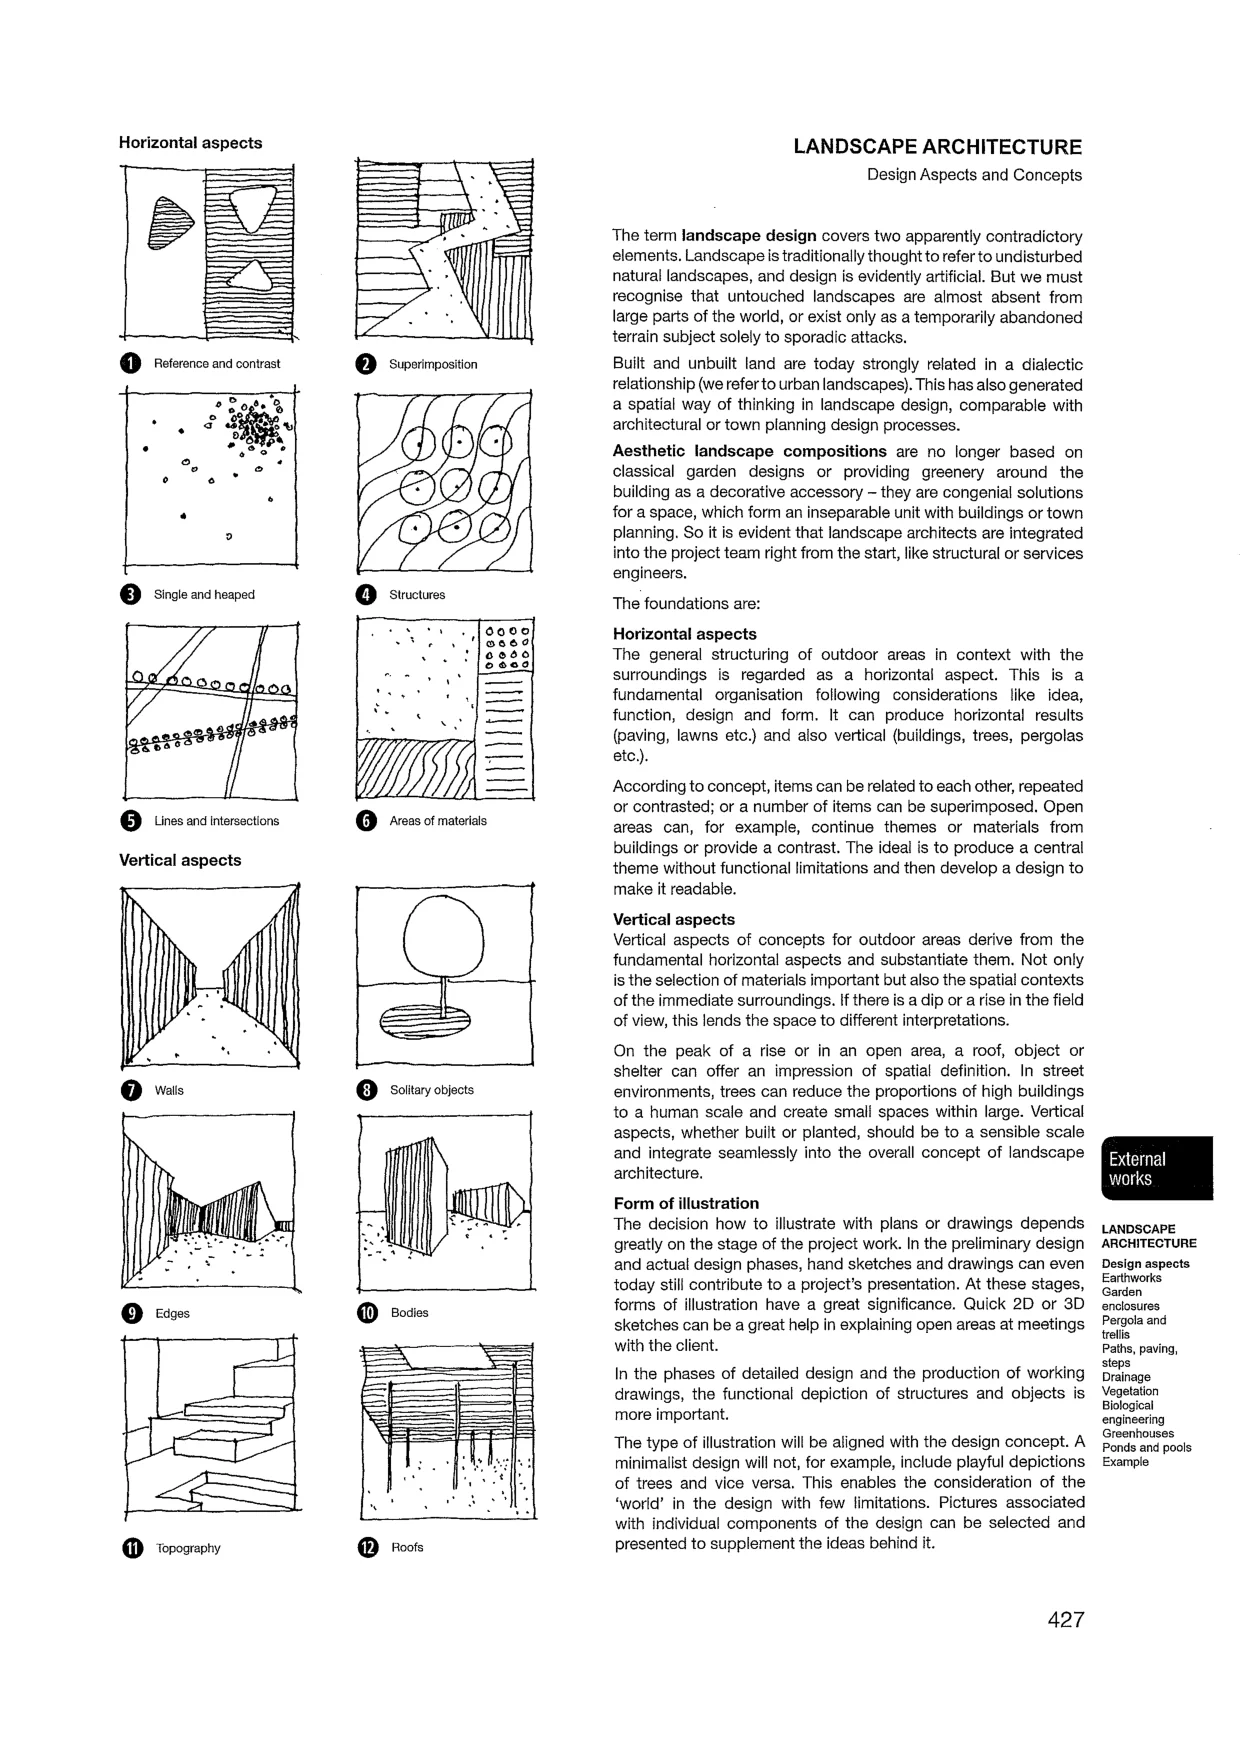 Horizontal aspects
1 Reference and contrast
2 Superimposition
3 Single and heaped
4 Structures
5 Lines and intersections
6 Areas of materials
Vertical aspects
7 Walls
8 Solitary objects
9 Edges
10 Bodies
11 Topography
12 Roofs
LANDSCAPE ARCHITECTURE
Design Aspects and Concepts
The term landscape design covers two apparently contradictory
elements. Landscape is traditionally thought to refer to undisturbed
natural landscapes, and design is evidently artificial. But we must
recognise that untouched landscapes are almost absent from
large parts of the world, or exist only as a temporarily abandoned
terrain subject solely to sporadic attacks.
Built and unbuilt land are today strongly related in a dialectic
relationship (we refer to urban landscapes). This has also generated
a spatial way of thinking in landscape design, comparable with
architectural or town planning design processes.
Aesthetic landscape compositions are no longer based on
classical garden designs or providing greenery around the
building as a decorative accessory – they are congenial solutions
for a space, which form an inseparable unit with buildings or town
planning. So it is evident that landscape architects are integrated
into the project team right from the start, like structural or services
engineers.
The foundations are:
Horizontal aspects
The general structuring of outdoor areas in context with the
surroundings is regarded as a horizontal aspect. This is a
fundamental organisation following considerations like idea,
function, design and form. It can produce horizontal results
(paving, lawns etc.) and also vertical (buildings, trees, pergolas
etc.).
According to concept, items can be related to each other, repeated
or contrasted; or a number of items can be superimposed. Open
areas can, for example, continue themes or materials from
buildings or provide a contrast. The ideal is to produce a central
theme without functional limitations and then develop a design to
make it readable.
Vertical aspects
Vertical aspects of concepts for outdoor areas derive from the
fundamental horizontal aspects and substantiate them. Not only
is the selection of materials important but also the spatial contexts
of the immediate surroundings. If there is a dip or a rise in the field
of view, this lends the space to different interpretations.
On the peak of a rise or in an open area, a roof, object or
shelter can offer an impression of spatial definition. In street
environments, trees can reduce the proportions of high buildings
to a human scale and create small spaces within large. Vertical
aspects, whether built or planted, should be to a sensible scale
and integrate seamlessly into the overall concept of landscape
architecture.
Form of illustration
The decision how to illustrate with plans or drawings depends
greatly on the stage of the project work. In the preliminary design
and actual design phases, hand sketches and drawings can even
today still contribute to a project's presentation. At these stages,
forms of illustration have a great significance. Quick 2D or 3D
sketches can be a great help in explaining open areas at meetings
with the client.
In the phases of detailed design and the production of working
drawings, the functional depiction of structures and objects is
more important.
The type of illustration will be aligned with the design concept. A
minimalist design will not, for example, include playful depictions
of trees and vice versa. This enables the consideration of the
'world' in the design with few limitations. Pictures associated
with individual components of the design can be selected and
presented to supplement the ideas behind it.
External
works
LANDSCAPE
ARCHITECTURE
Design aspects
Earthworks
Garden
enclosures
Pergola and
trellis
Paths, paving,
steps
Drainage
Vegetation
Biological
engineering
Greenhouses
Ponds and pools
Example
427